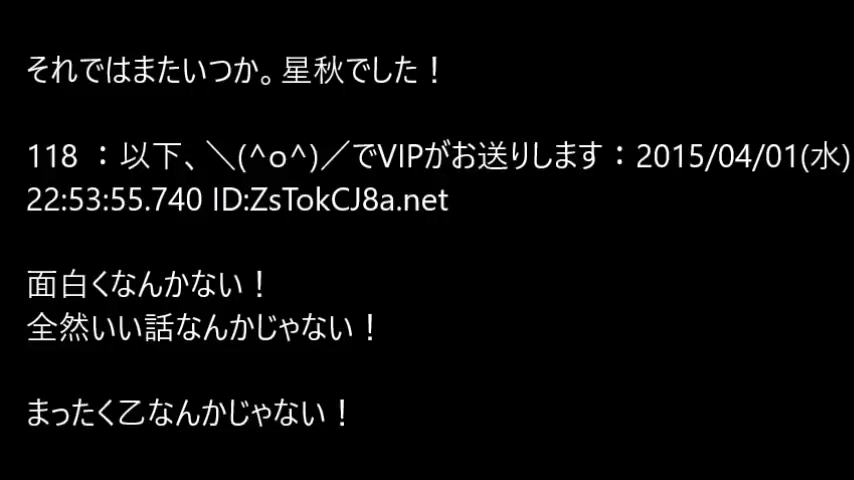 それではまたいつか。星秋でした！
118 ：以下、＼(^o^)／でVIPがお送りします：2015/04/01(水)
22:53:55.740 ID:ZsTokCJ8a.net
面白くなんかない！
全然いい話なんかじゃない！
まったく乙なんかじゃない！